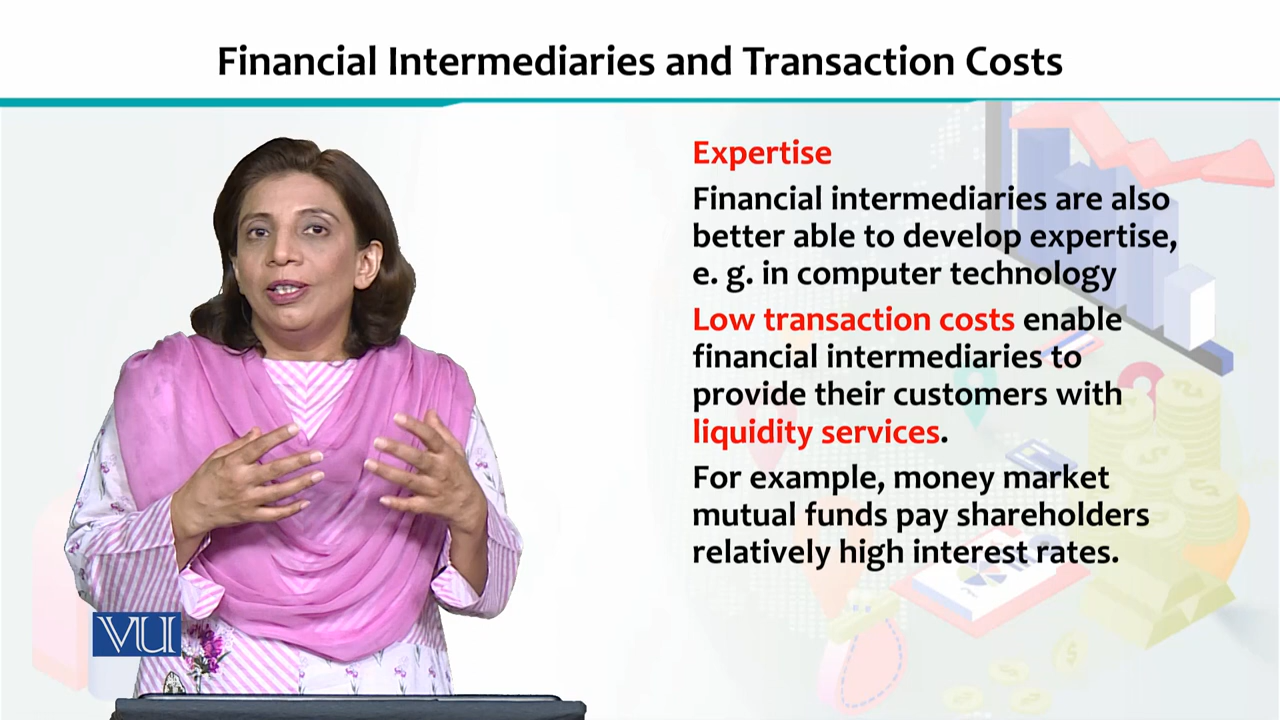 Financial Intermediaries and Transaction Costs
Expertise
Financial intermediaries are also
better able to develop expertise,
e. g. in computer technology
Low transaction costs enable
financial intermediaries to
provide their customers with
liquidity services.
For example, money market
mutual funds pay shareholders
relatively high interest rates.
VU